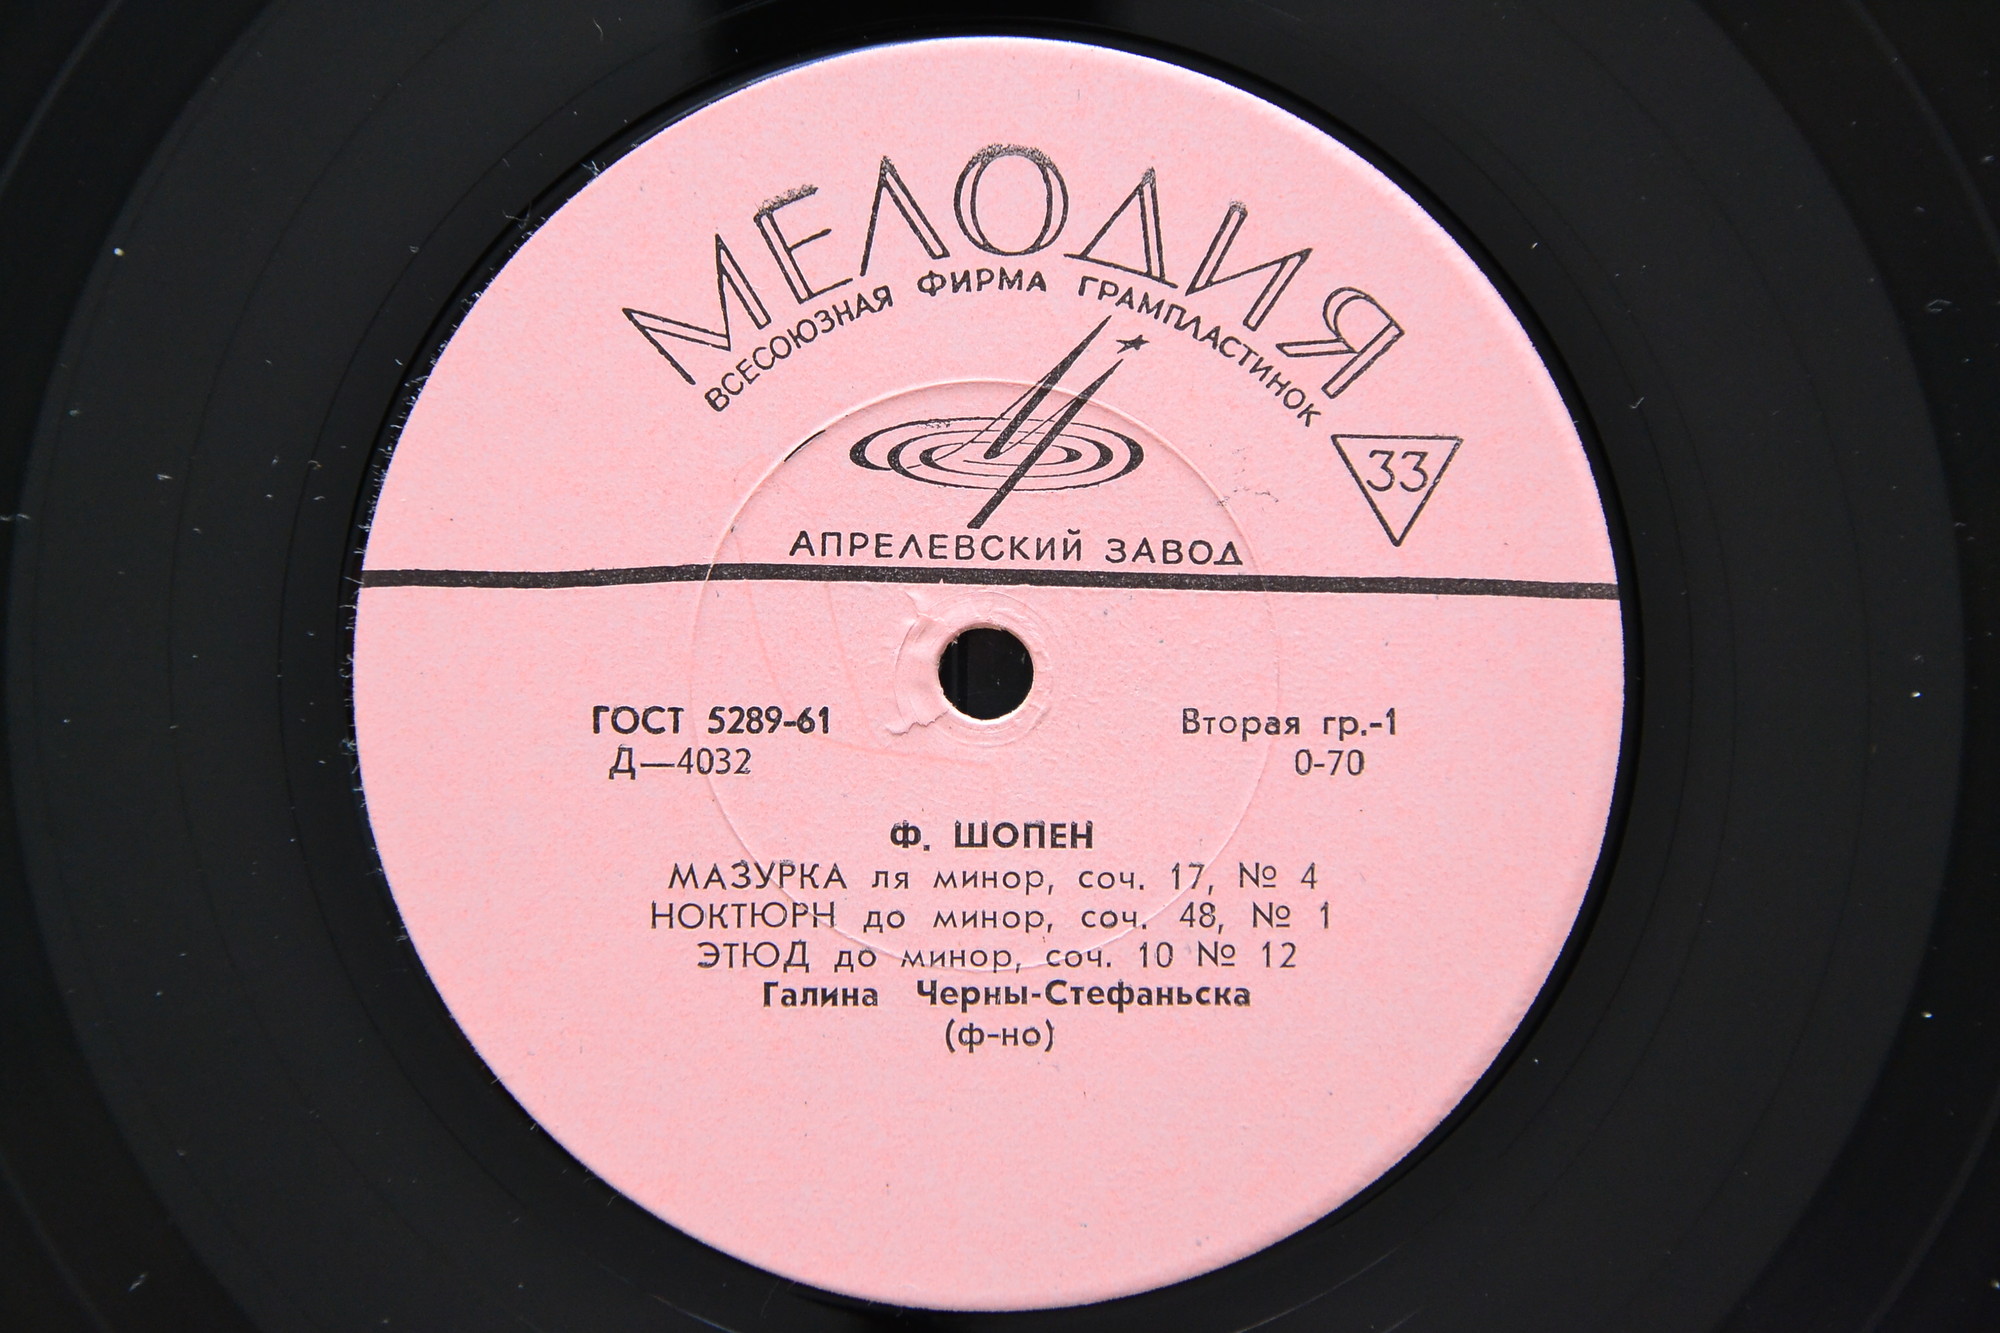 МЕЛОДИЯ
ВСЕСОЮЗНАЯ ФИРМА ГРАМПЛАСТИНОК
33
АПРЕЛЕВСКИЙ ЗАВОД
ГОСТ 5289-61 Вторая гр.-1
Д—4032 0-70
Ф. ШОПЕН
МАЗУРКА ля минор, соч. 17, № 4
НОКТЮРН до минор, соч. 48, № 1
ЭТЮД до минор, соч. 10 № 12
Галина Черны-Стефаньска
(ф-но)